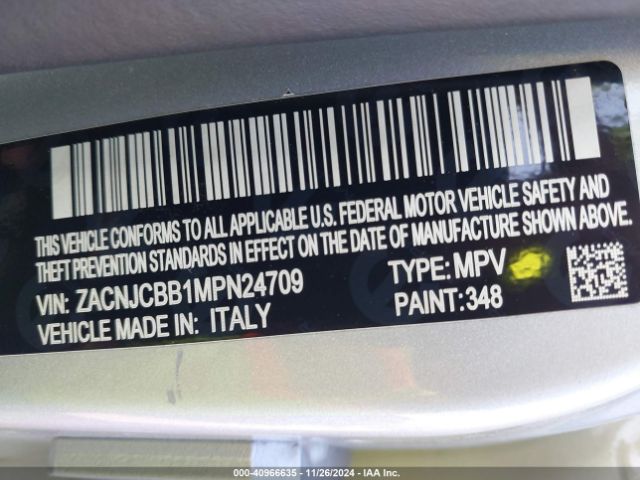 THIS VEHICLE CONFORMS TO ALL APPLICABLE U.S. FEDERAL MOTOR VEHICLE SAFETY AND
THEFT PREVENTION STANDARDS IN EFFECT ON THE DATE OF MANUFACTURE SHOWN ABOVE.
VIN: ZACNJCBB1MPN24709 TYPE: MPV
VEHICLE MADE IN: ITALY PAINT: 348
000-40966635 - 11/26/2024 - IAA Inc.